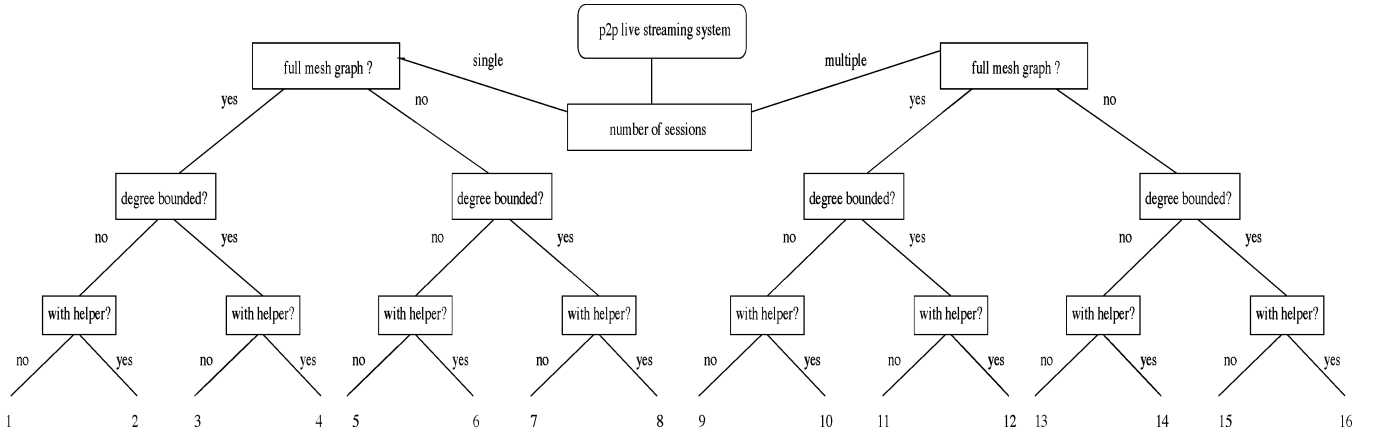 p2p live streaming system
full mesh graph ?
single
multiple
full mesh graph ?
yes
no
number of sessions
yes
no
degree bounded?
degree bounded?
degree bounded?
degree bounded?
no
yes
no
yes
no
yes
no
yes
with helper?
with helper?
with helper?
with helper?
with helper?
with helper?
with helper?
with helper?
no
yes
no
yes
no
yes
no
yes
no
yes
no
yes
no
yes
no
yes
1
2
3
4
5
6
7
8
9
10
11
12
13
14
15
16